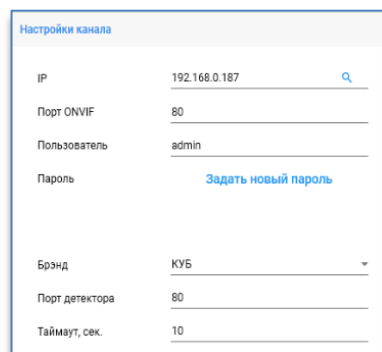 Настройки канала
IP 192.168.0.187
Порт ONVIF 80
Пользователь admin
Пароль Задать новый пароль
Брэнд КУБ
Порт детектора 80
Таймаут, сек. 10